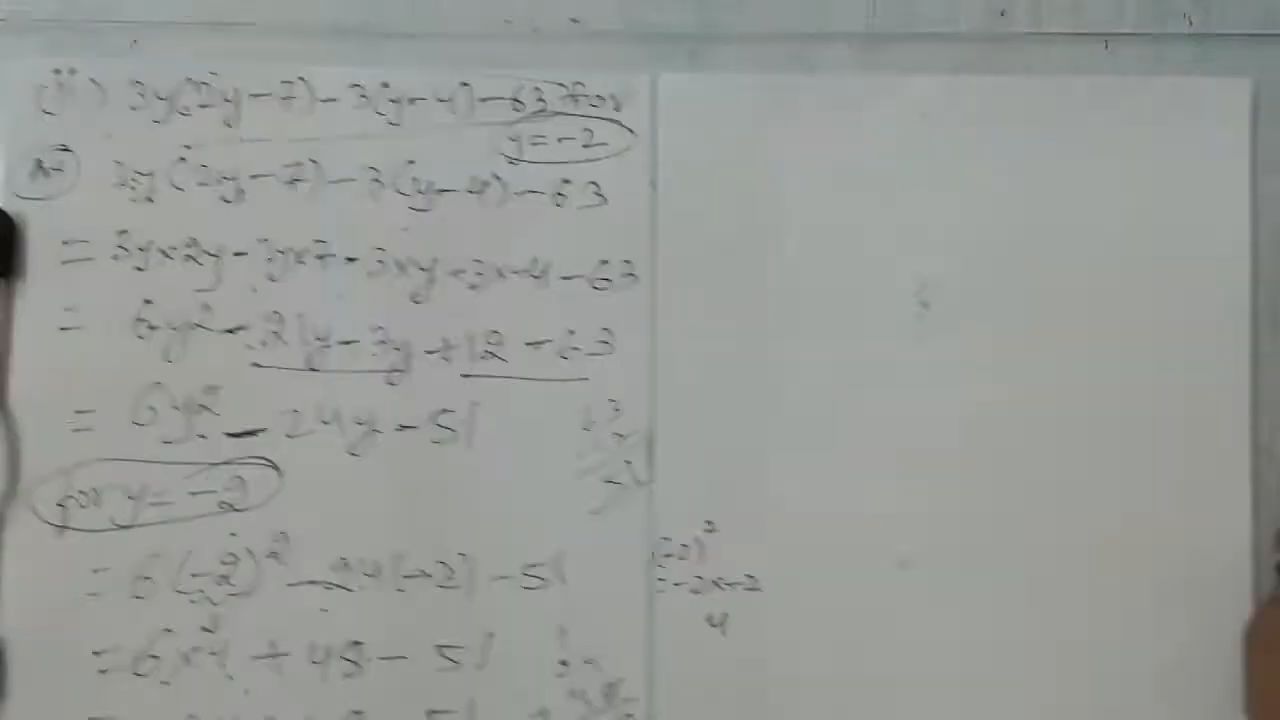 (ii) 3y(2y-7)-3(y-4)-63 for
y=-2
3y(2y-7)-3(y-4)-63
= 3y×2y-3y×7-3×y-3×-4-63
= 6y²-21y-3y+12-63
= 6y²-24y-51
for y=-2
= 6(-2)²-24(-2)-51
(-2)²
=-2×-2
4
= 6×4+48-51